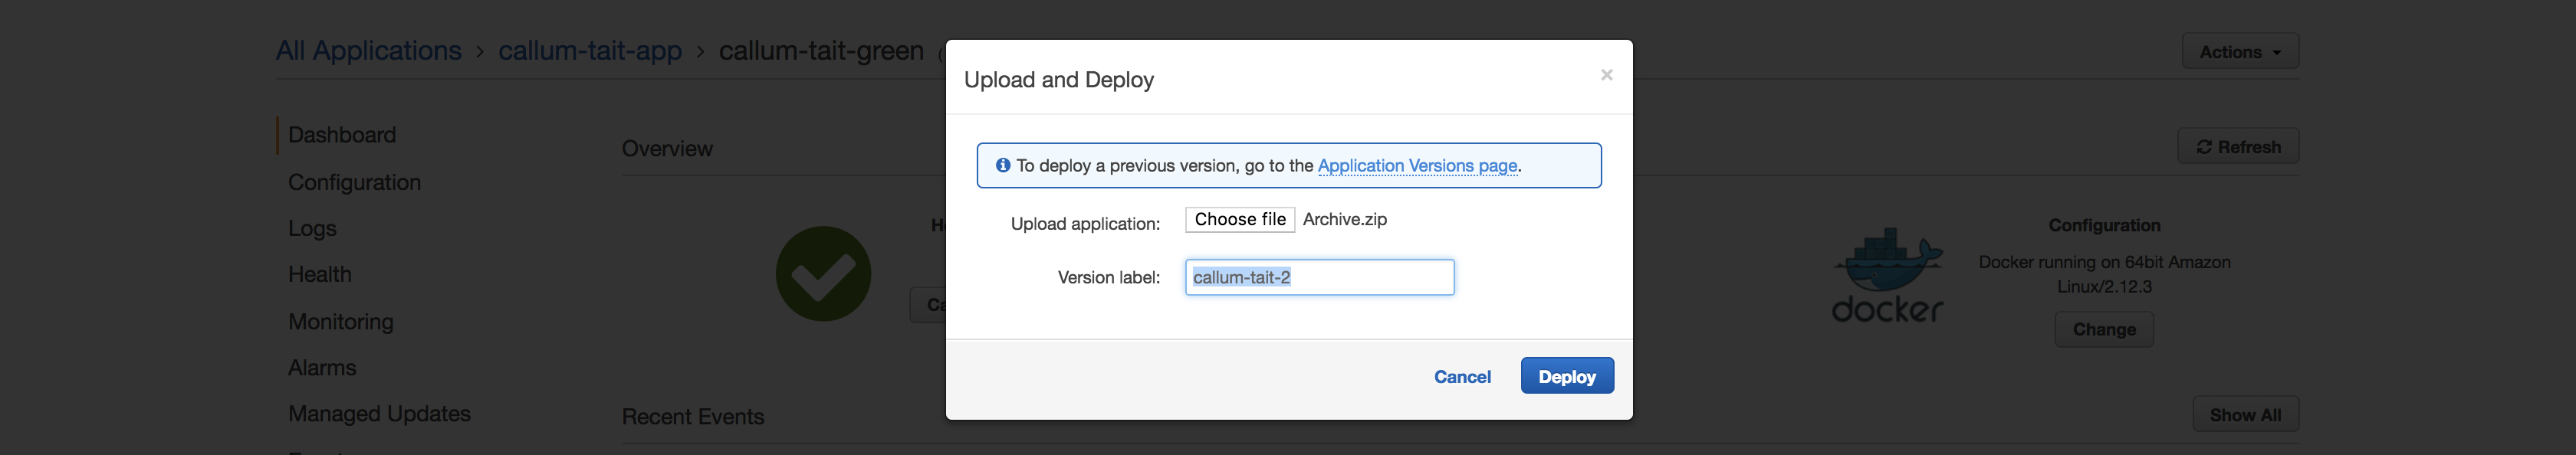 All Applications › callum-tait-app › callum-tait-green (
Actions
Upload and Deploy
×
Dashboard
Configuration
Logs
Health
Monitoring
Alarms
Managed Updates
Overview
Refresh
To deploy a previous version, go to the Application Versions page.
Upload application: Choose file Archive.zip
Version label: callum-tait-2
Cancel Deploy
docker
Configuration
Docker running on 64bit Amazon
Linux/2.12.3
Change
Recent Events
Show All